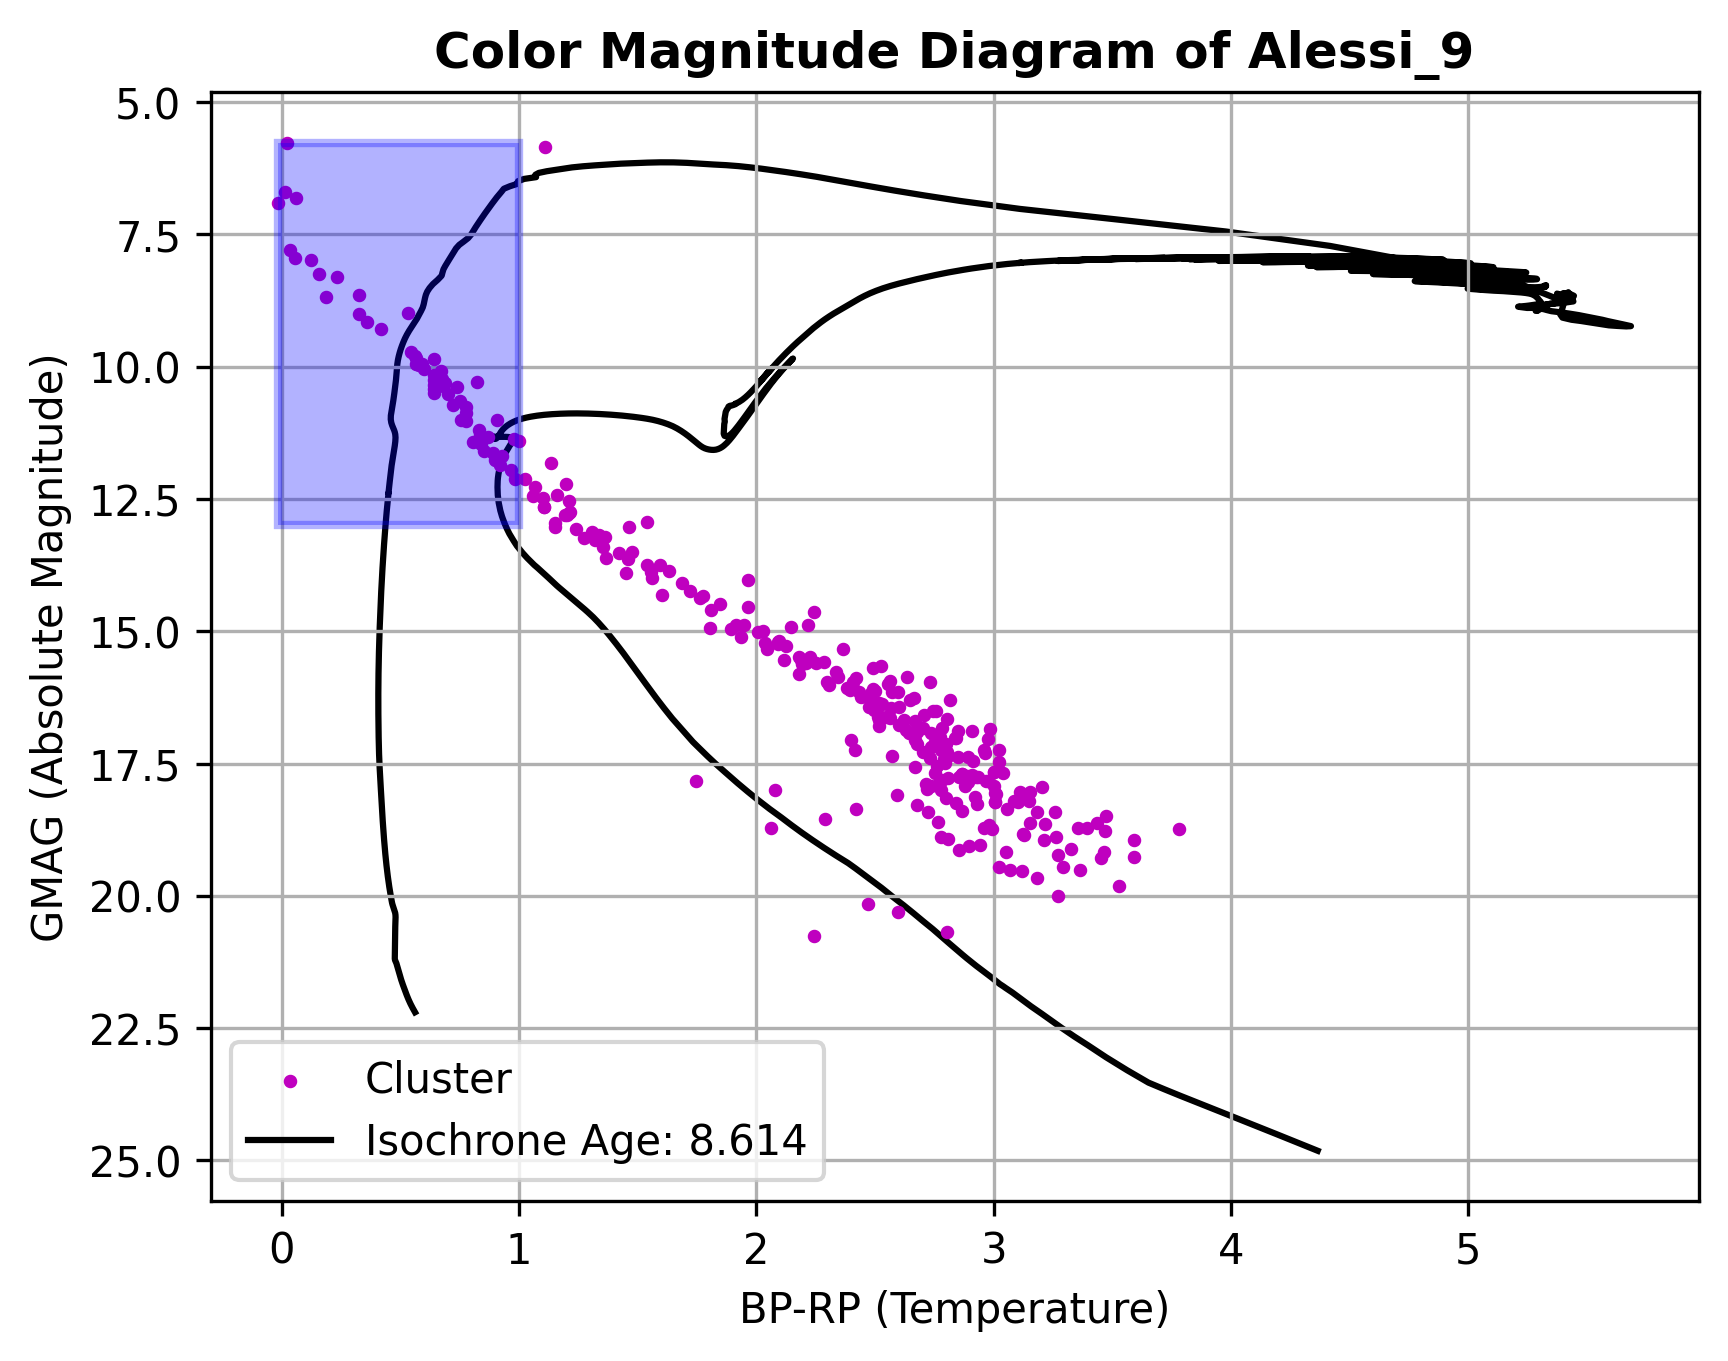 Color Magnitude Diagram of Alessi_9
GMAG (Absolute Magnitude)
5.0
7.5
10.0
12.5
15.0
17.5
20.0
22.5
25.0
Cluster
Isochrone Age: 8.614
0 1 2 3 4 5
BP-RP (Temperature)